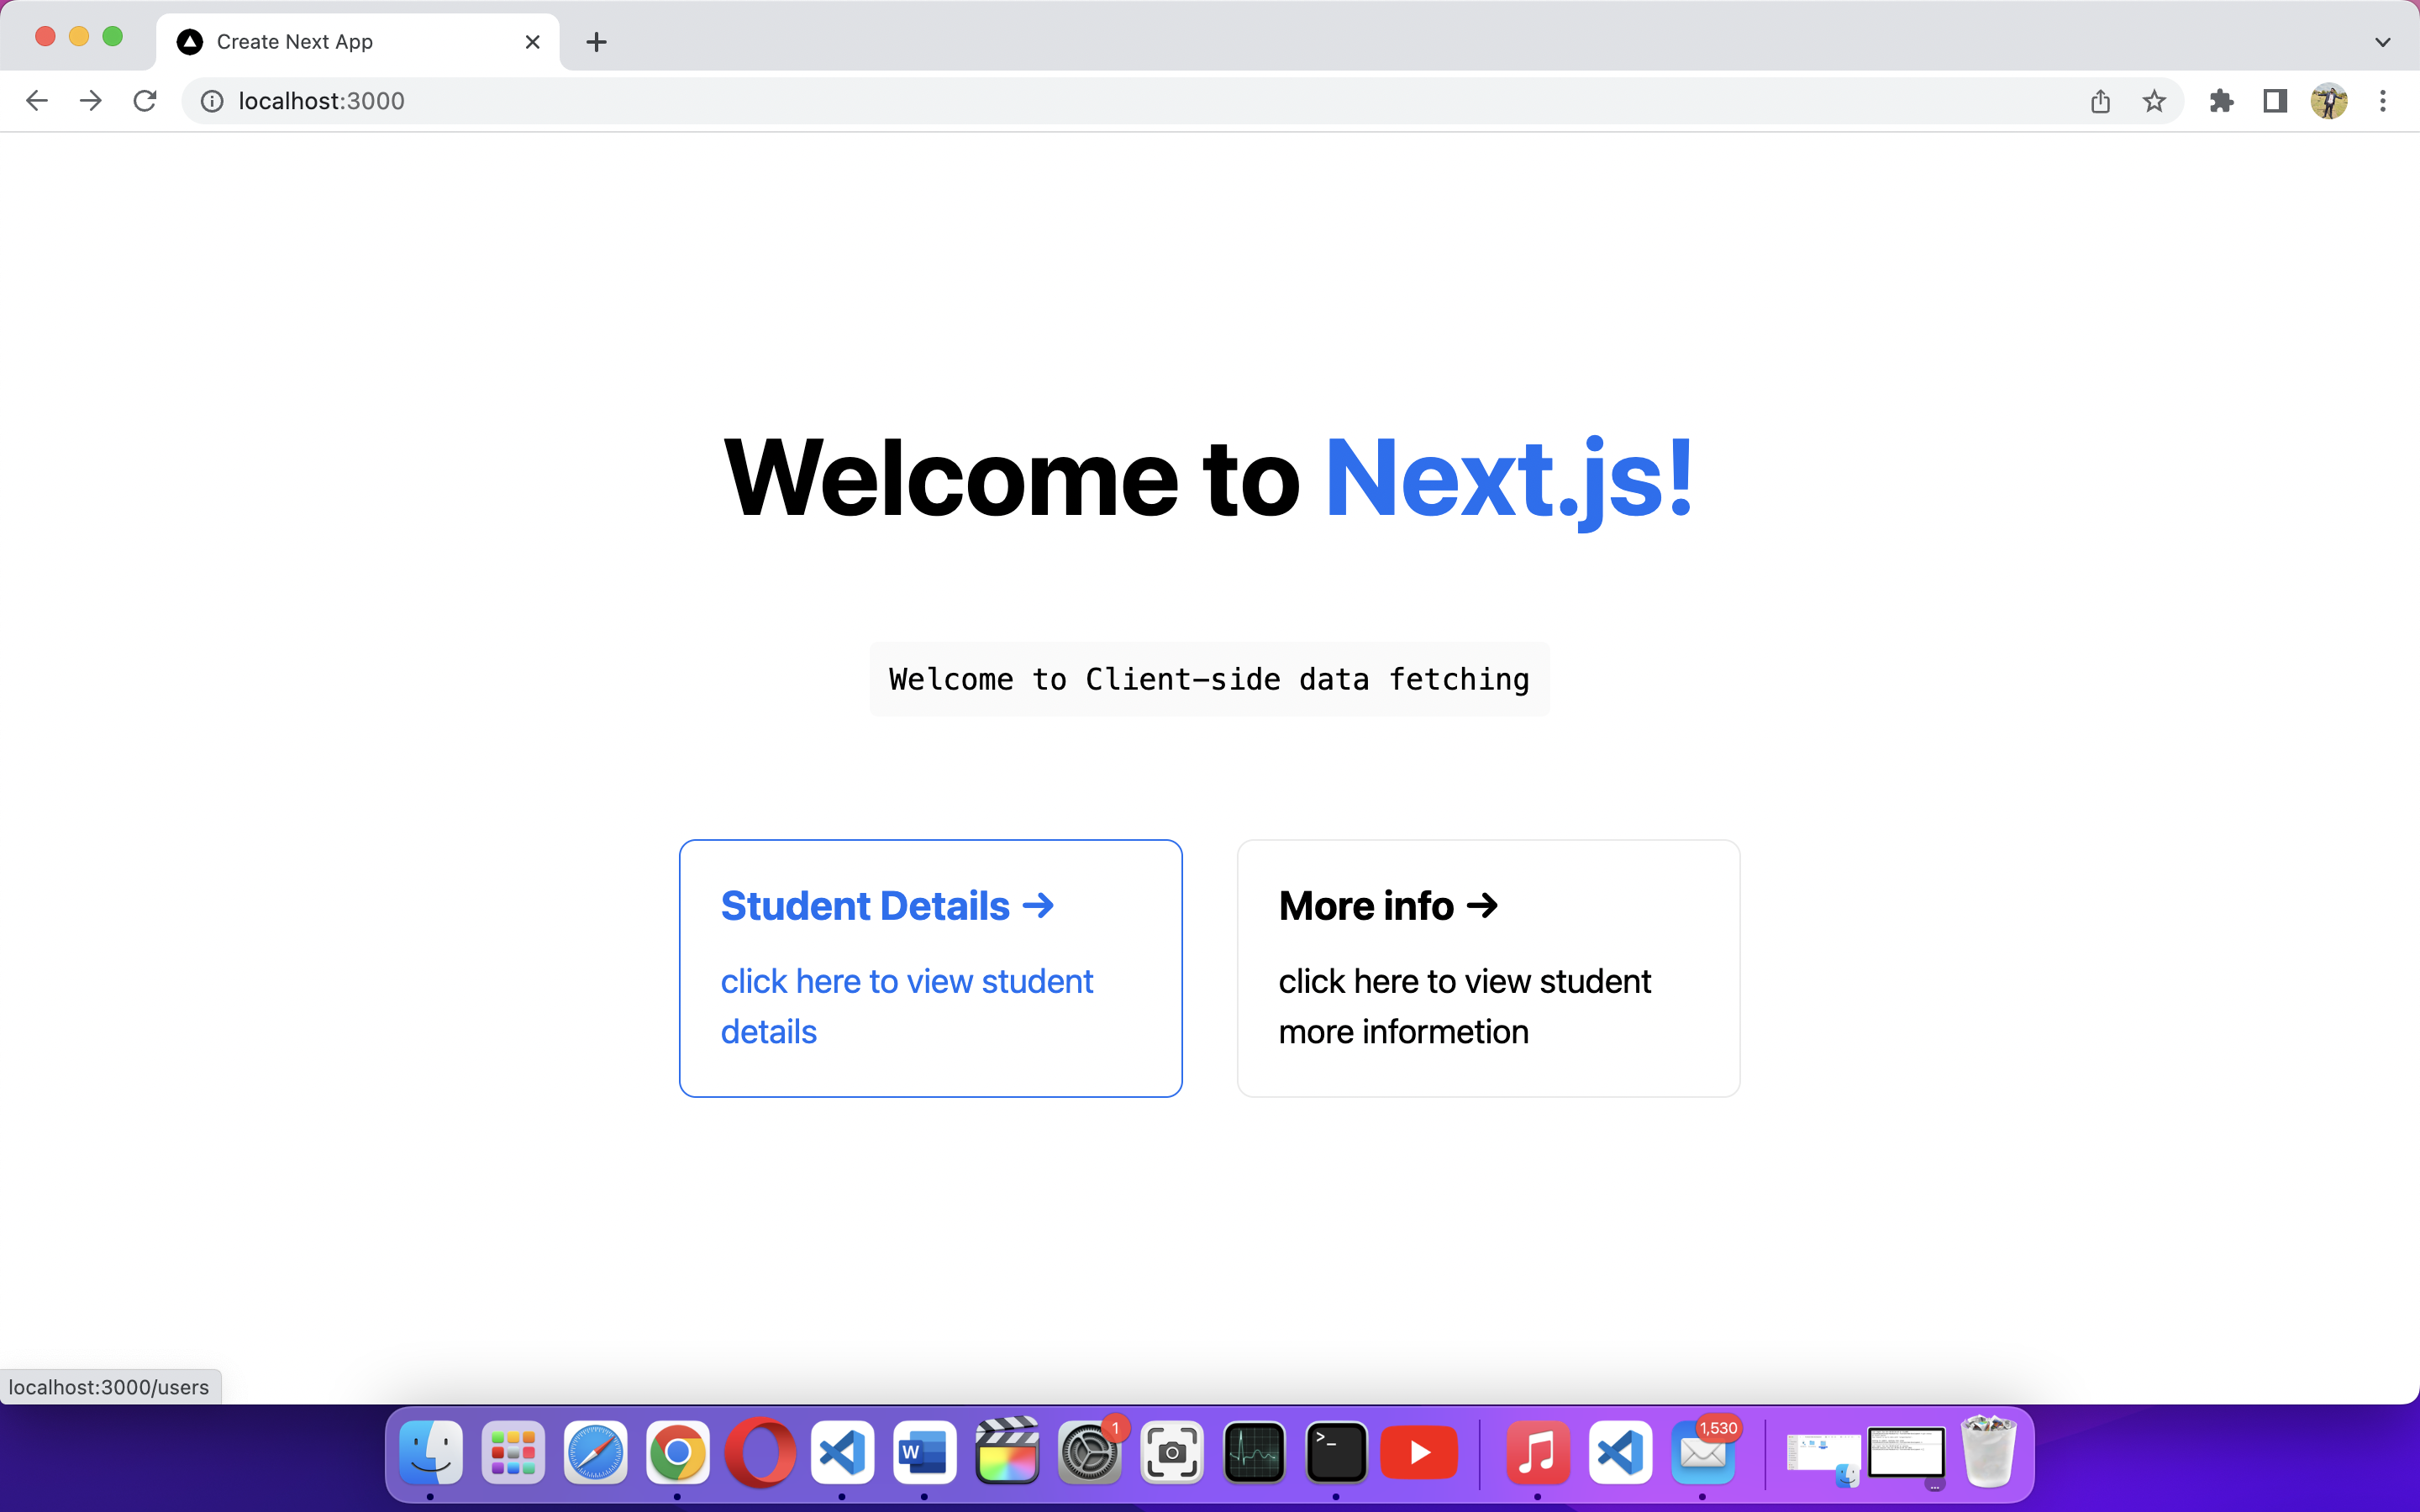 Create Next App
localhost:3000
Welcome to Next.js!
Welcome to Client-side data fetching
Student Details →
click here to view student
details
More info →
click here to view student
more informetion
localhost:3000/users
W
1
>_
1,530